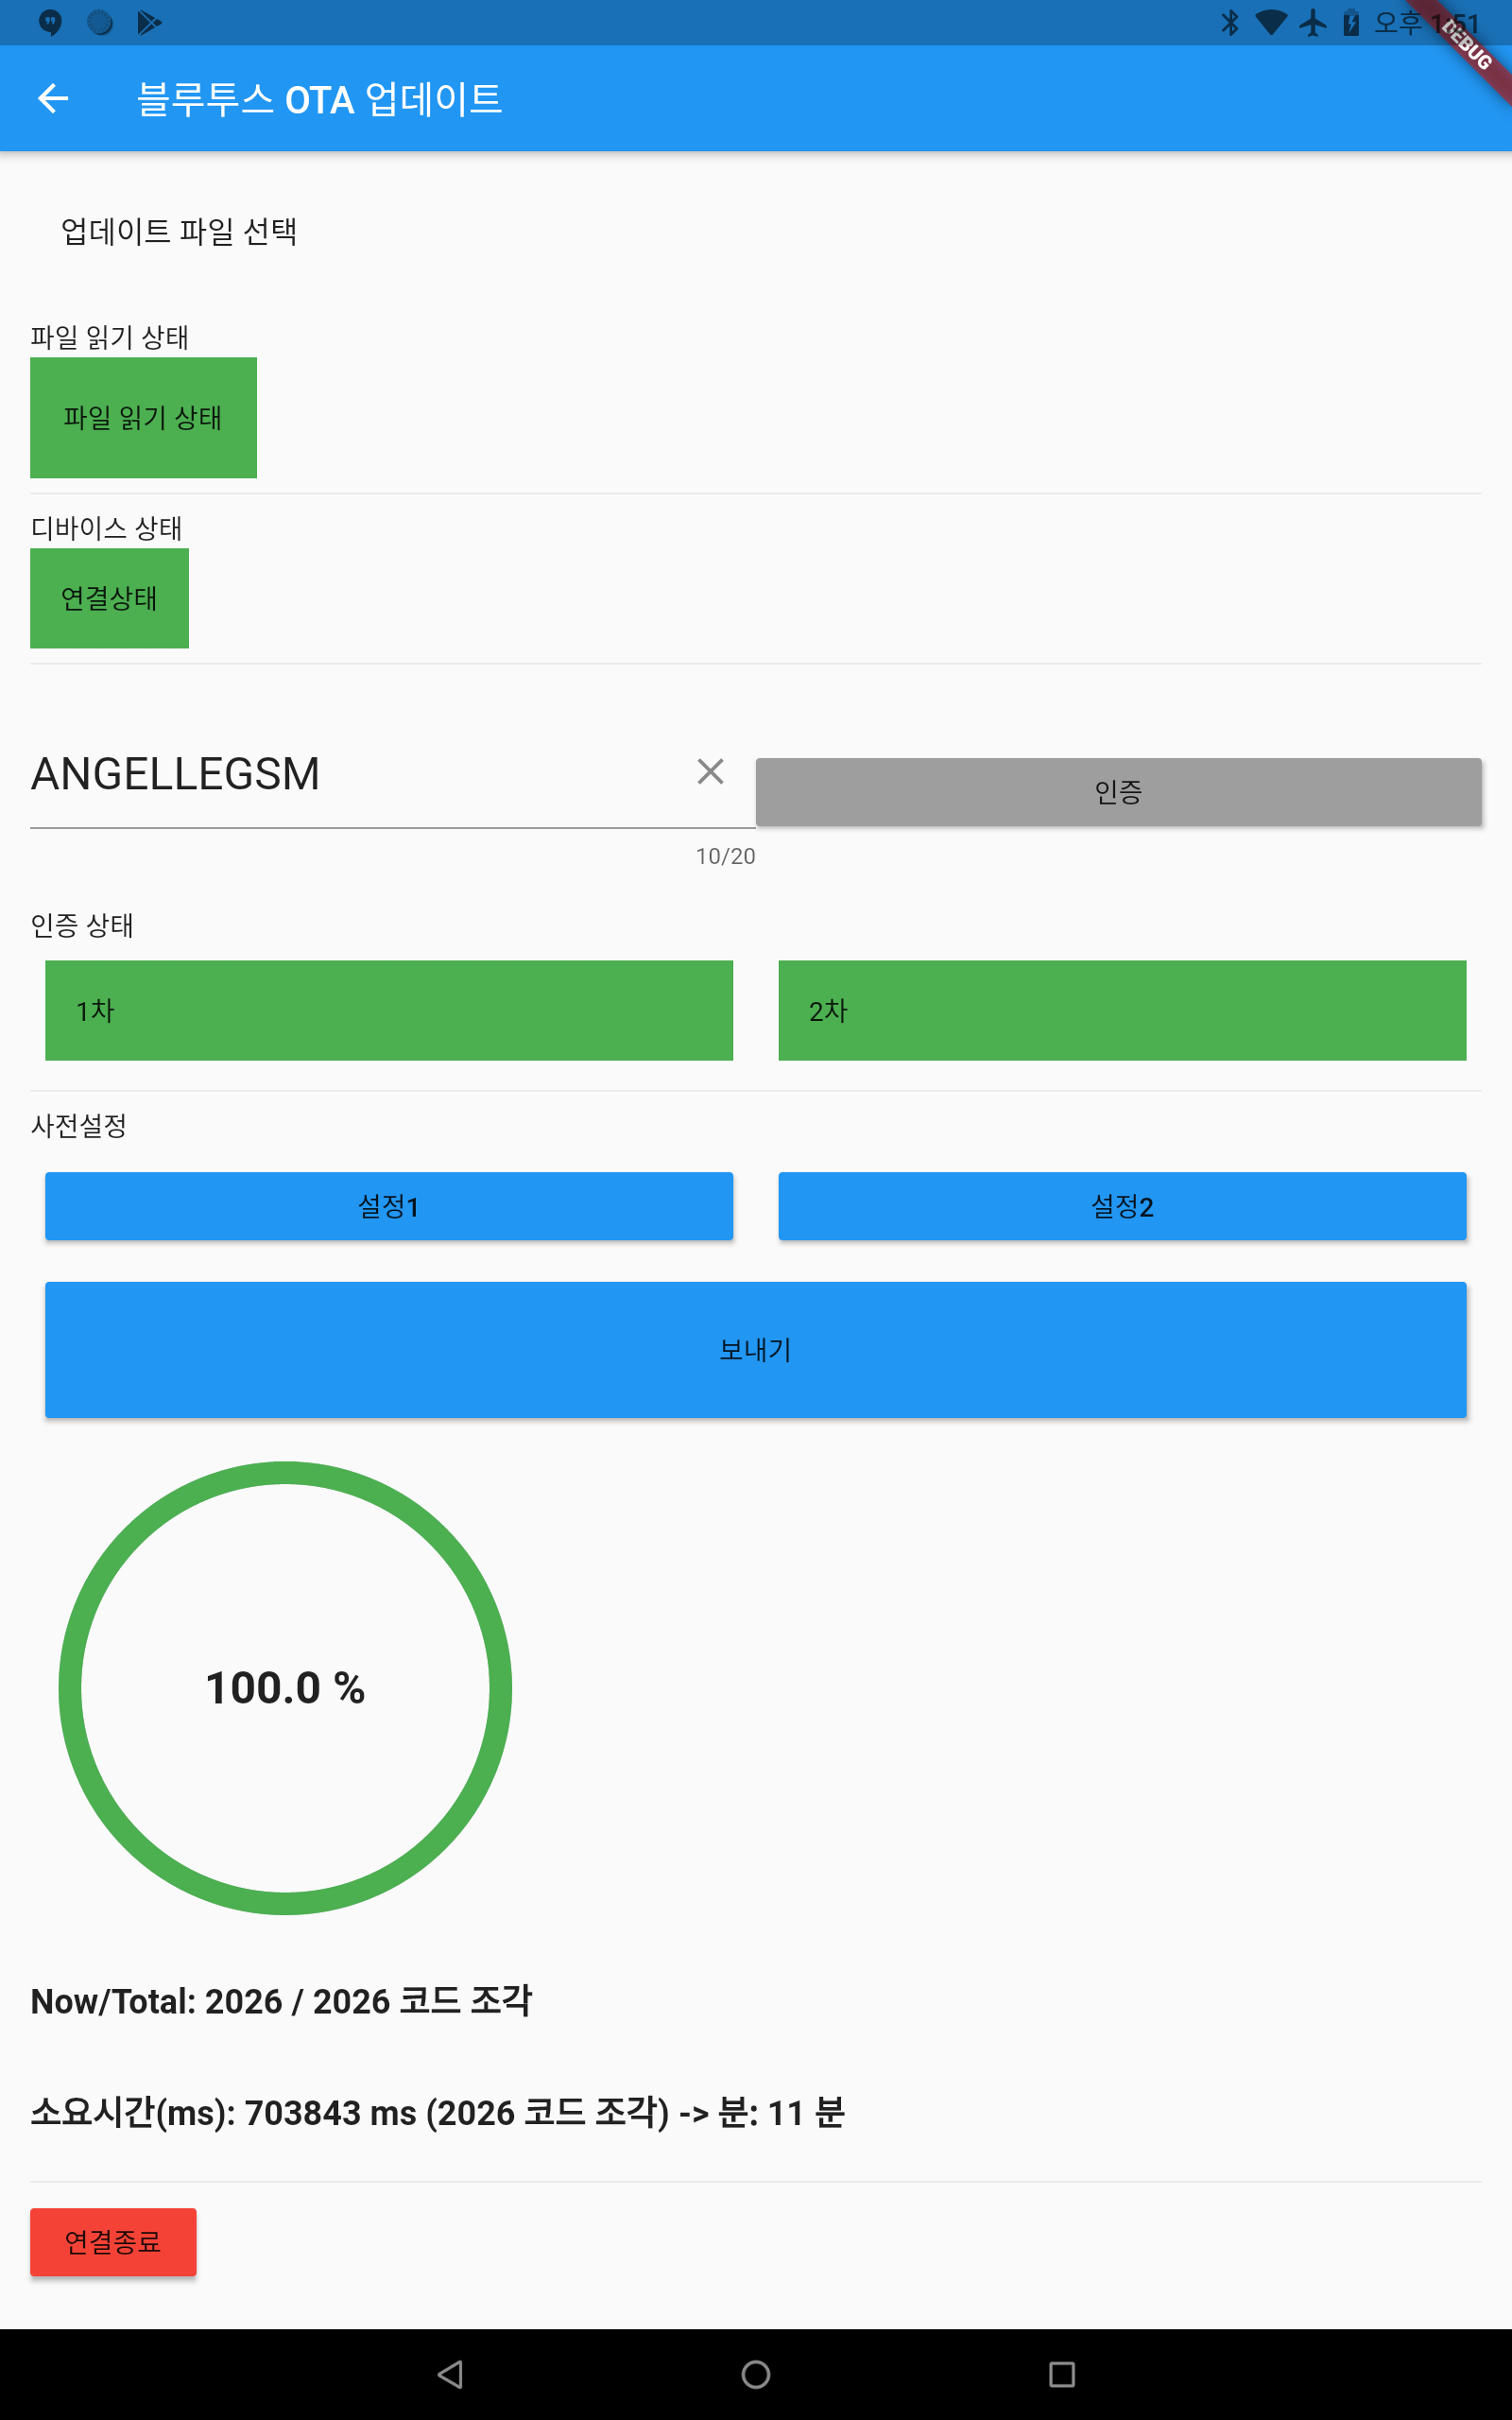 오후 1:51
DEBUG
블루투스 OTA 업데이트
업데이트 파일 선택
파일 읽기 상태
파일 읽기 상태
디바이스 상태
연결상태
ANGELLEGSM
인증
10/20
인증 상태
1차
2차
사전설정
설정1
설정2
보내기
100.0 %
Now/Total: 2026 / 2026 코드 조각
소요시간(ms): 703843 ms (2026 코드 조각) -> 분: 11 분
연결종료